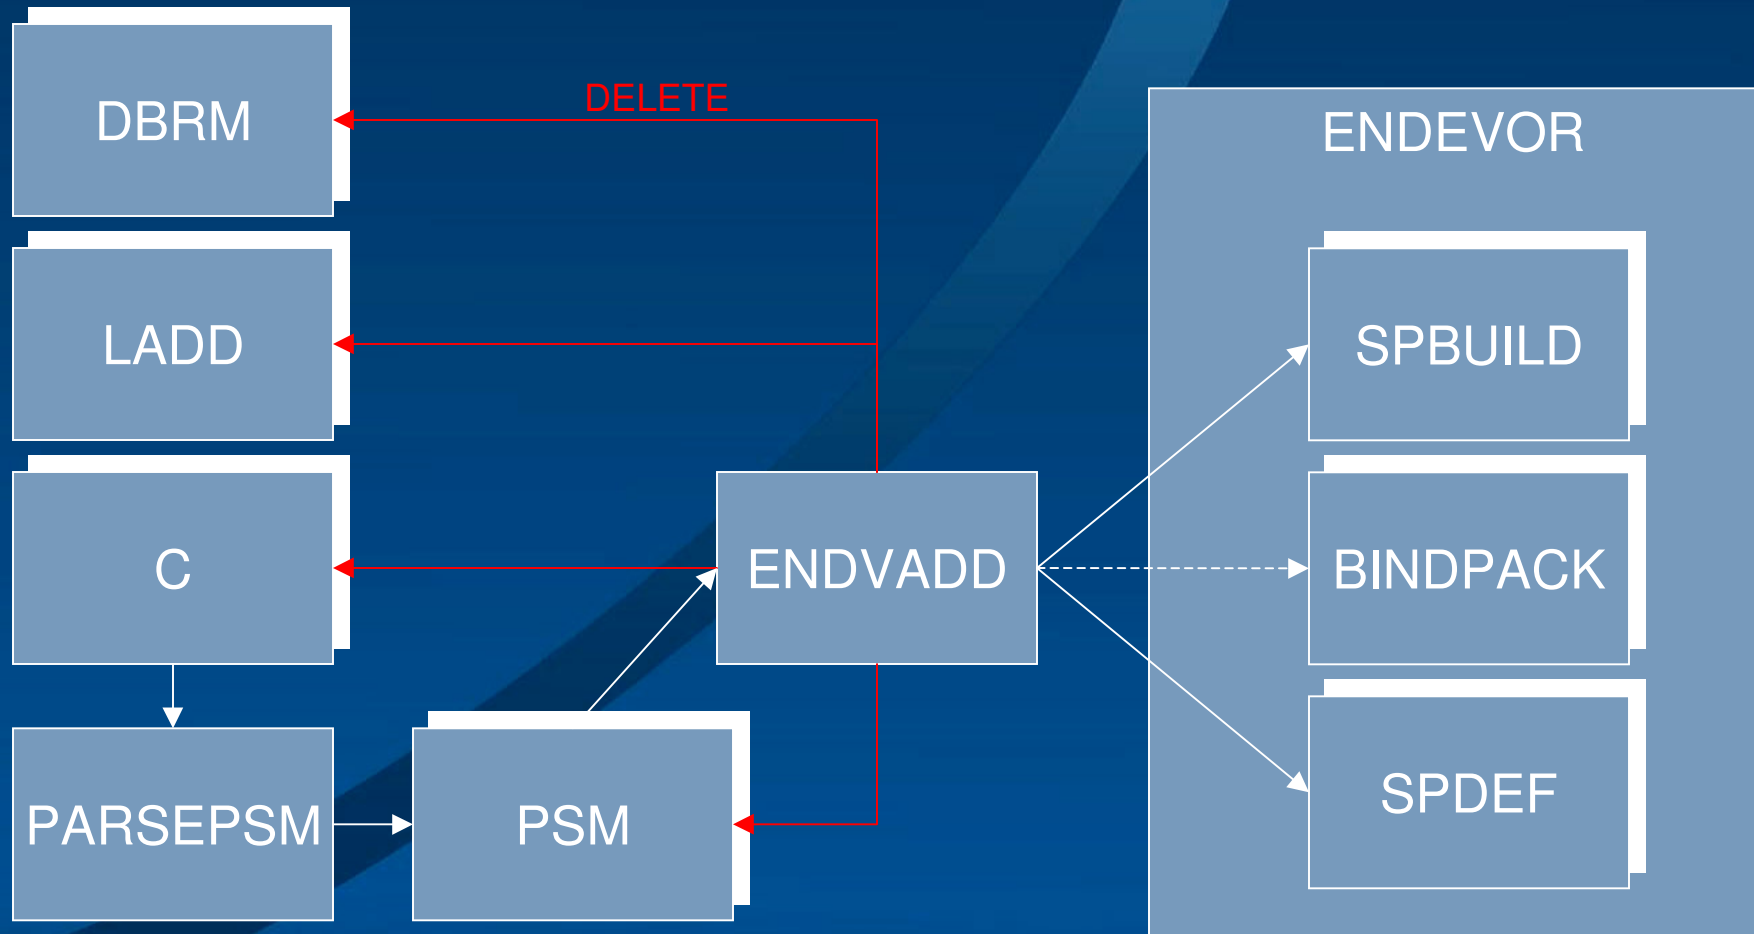 DBRM
DELETE
ENDEVOR
LADD
SPBUILD
C
ENDVADD
BINDPACK
PARSEPSM
PSM
SPDEF